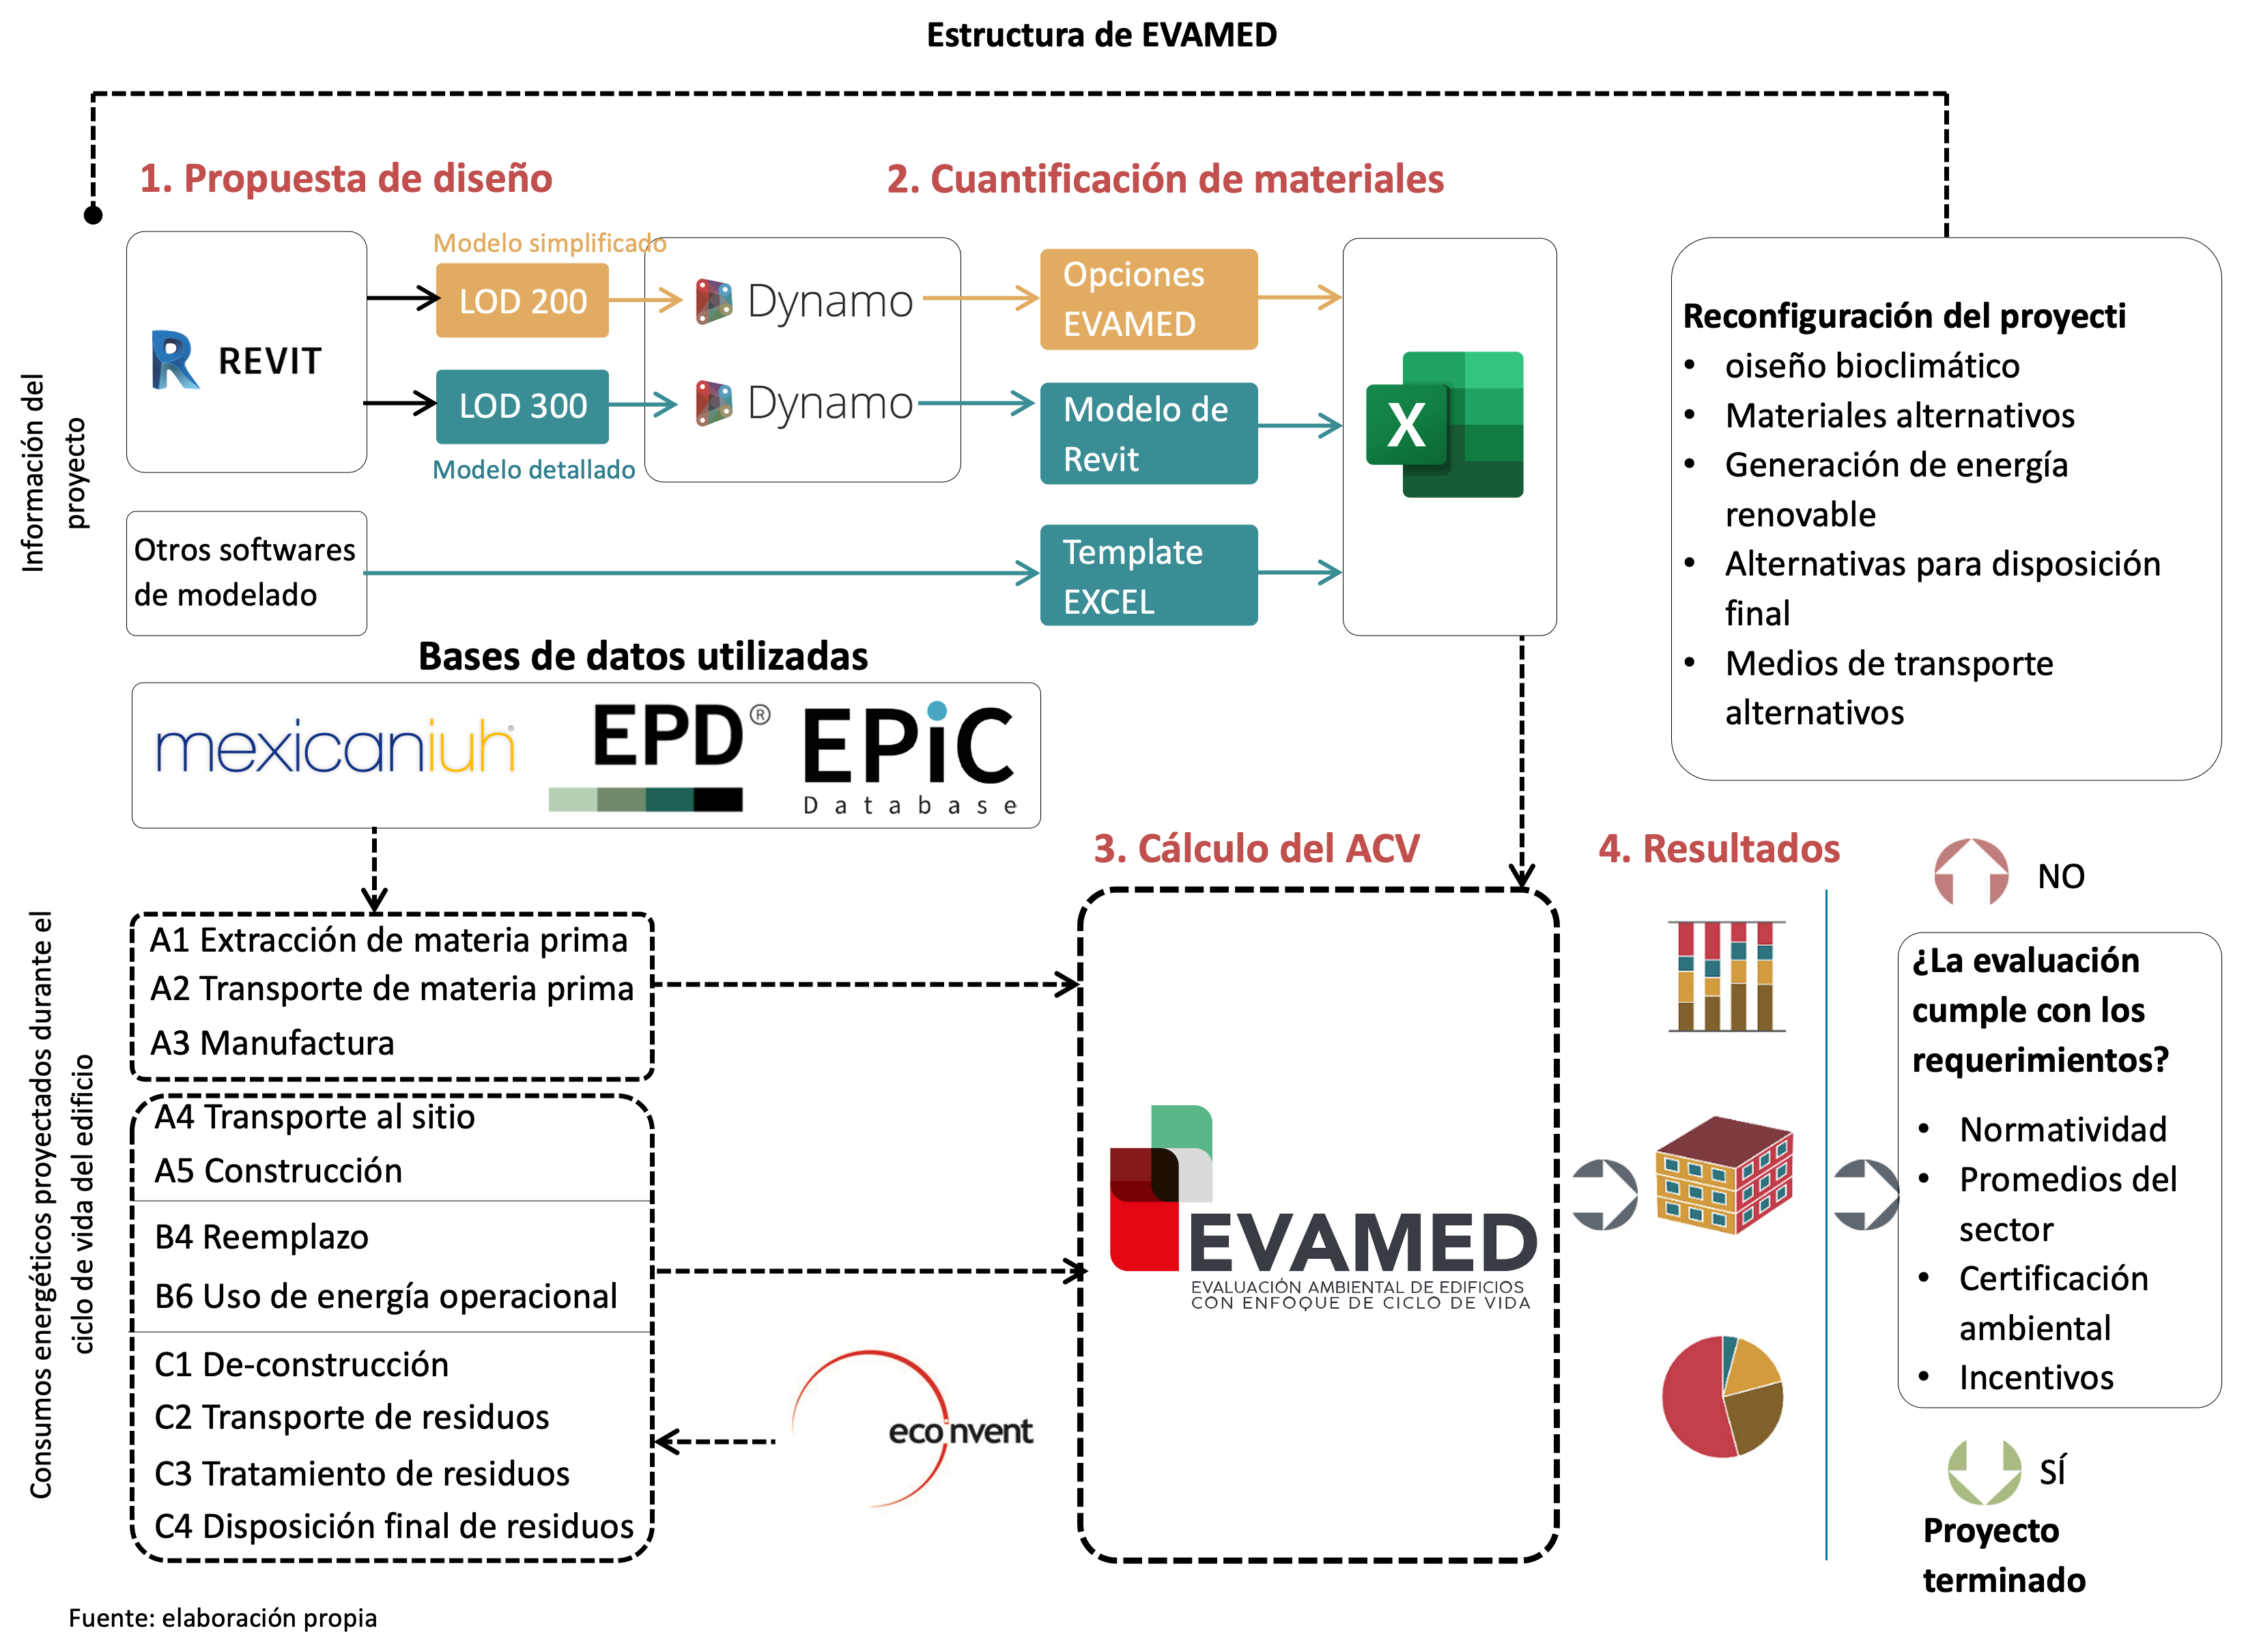 Estructura de EVAMED
1. Propuesta de diseño
2. Cuantificación de materiales
Información del
proyecto
REVIT
Modelo simplificado
LOD 200
LOD 300
Modelo detallado
Dynamo
Dynamo
Opciones
EVAMED
Modelo de
Revit
Template
EXCEL
X
Otros softwares
de modelado
Reconfiguración del proyecti
• oiseño bioclimático
• Materiales alternativos
• Generación de energía
renovable
• Alternativas para disposición
final
• Medios de transporte
alternativos
Bases de datos utilizadas
mexicaniuh®
EPD®
EPiC
Database
3. Cálculo del ACV
4. Resultados
Consumos energéticos proyectados durante el
ciclo de vida del edificio
A1 Extracción de materia prima
A2 Transporte de materia prima
A3 Manufactura
A4 Transporte al sitio
A5 Construcción
B4 Reemplazo
B6 Uso de energía operacional
C1 De-construcción
C2 Transporte de residuos
C3 Tratamiento de residuos
C4 Disposición final de residuos
ecoinvent
EVAMED
EVALUACIÓN AMBIENTAL DE EDIFICIOS
CON ENFOQUE DE CICLO DE VIDA
NO
¿La evaluación
cumple con los
requerimientos?
• Normatividad
• Promedios del
sector
• Certificación
ambiental
• Incentivos
SÍ
Proyecto
terminado
Fuente: elaboración propia